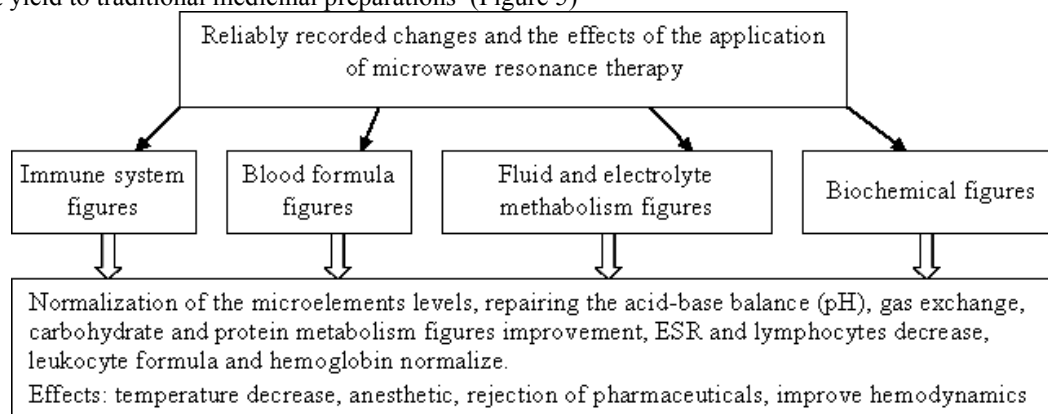 yield to traditional medicinal preparations" (Figure 3)
Reliably recorded changes and the effects of the application
of microwave resonance therapy
Immune system
figures
Blood formula
figures
Fluid and electrolyte
methabolism figures
Biochemical figures
Normalization of the microelements levels, repairing the acid-base balance (pH), gas exchange,
carbohydrate and protein metabolism figures improvement, ESR and lymphocytes decrease,
leukocyte formula and hemoglobin normalize.
Effects: temperature decrease, anesthetic, rejection of pharmaceuticals, improve hemodynamics